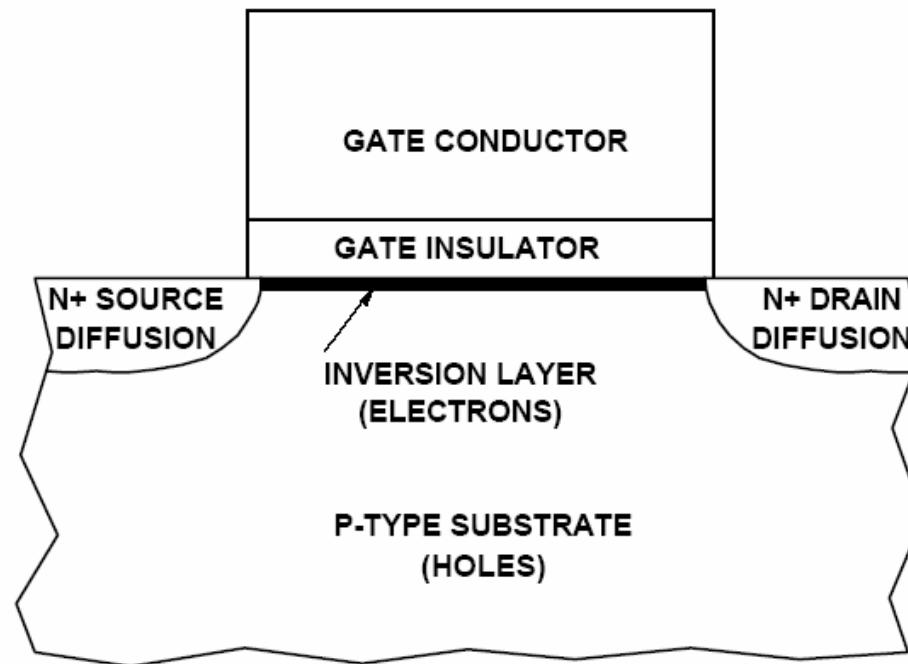 GATE CONDUCTOR
GATE INSULATOR
N+ SOURCE
DIFFUSION
N+ DRAIN
DIFFUSION
INVERSION LAYER
(ELECTRONS)
P-TYPE SUBSTRATE
(HOLES)